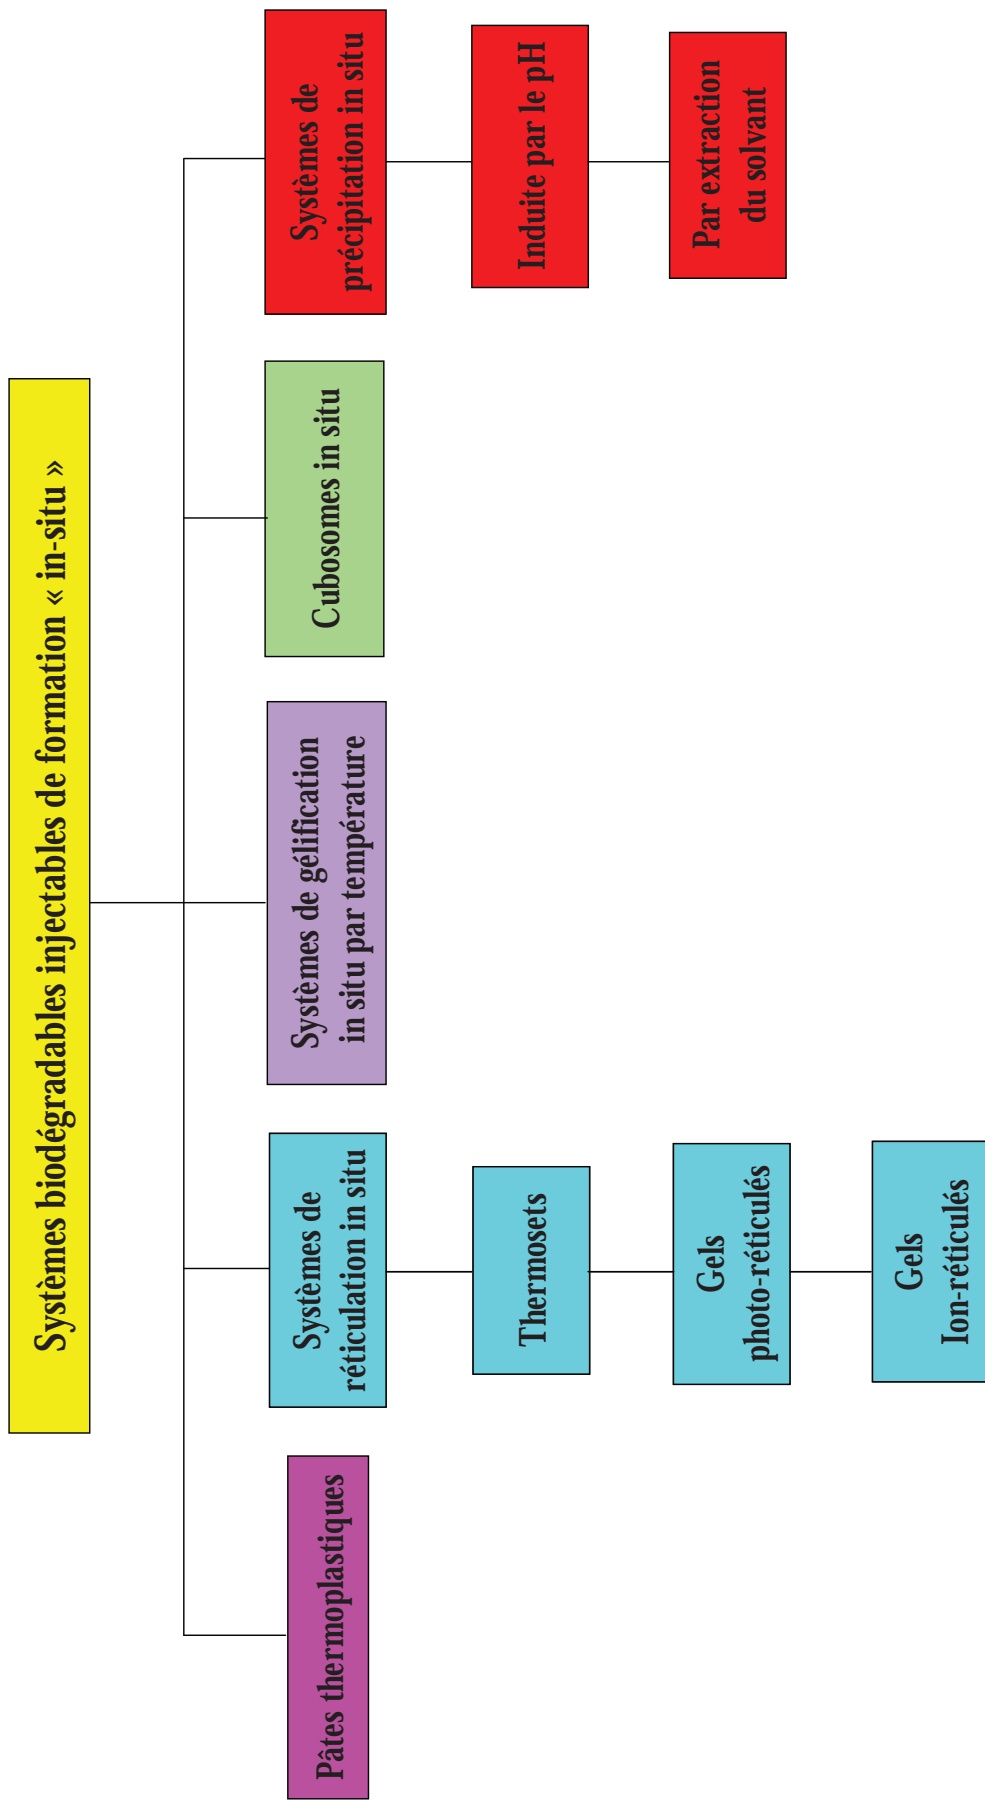 Systèmes biodégradables injectables de formation « in-situ »
Pâtes thermoplastiques
Systèmes de
réticulation in situ
Thermosets
Gels
photo-réticulés
Gels
Ion-réticulés
Systèmes de gélification
in situ par température
Cubosomes in situ
Systèmes de
précipitation in situ
Induite par le pH
Par extraction
du solvant